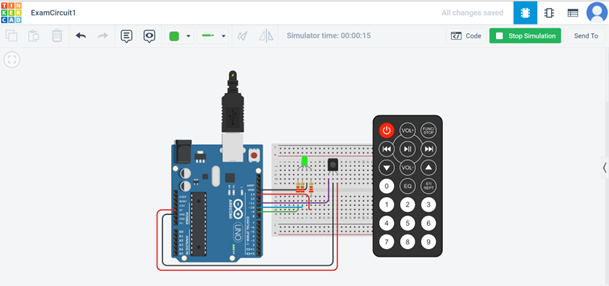 TIN
KER
CAD
ExamCircuit1
All changes saved
Simulator time: 00:00:15
Code
Stop Simulation
Send To
VOL+
FUNC
STOP
VOL-
0
EQ
ST
REPT
1
2
3
4
5
6
7
8
9
UNO